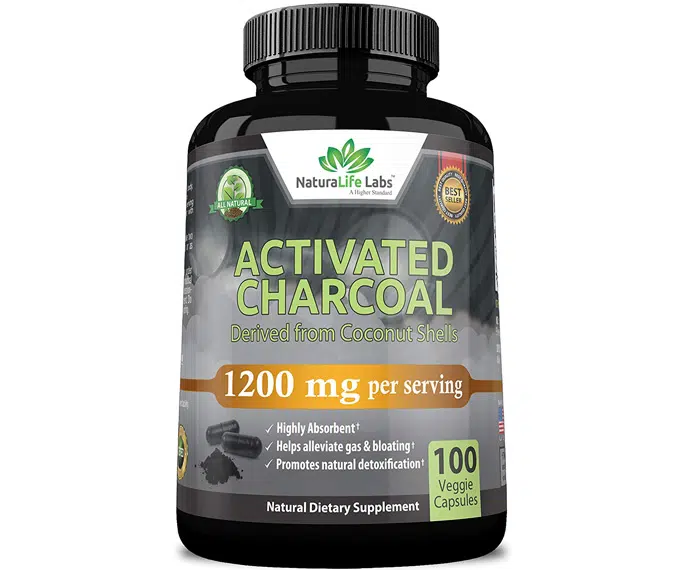 NaturaLife Labs™
A Higher Standard
ALL NATURAL
BEST
SELLER
ACTIVATED
CHARCOAL
Derived from Coconut Shells
1200 mg per serving
✓ Highly Absorbent†
✓ Helps alleviate gas & bloating†
✓ Promotes natural detoxification†
100
Veggie
Capsules
Natural Dietary Supplement